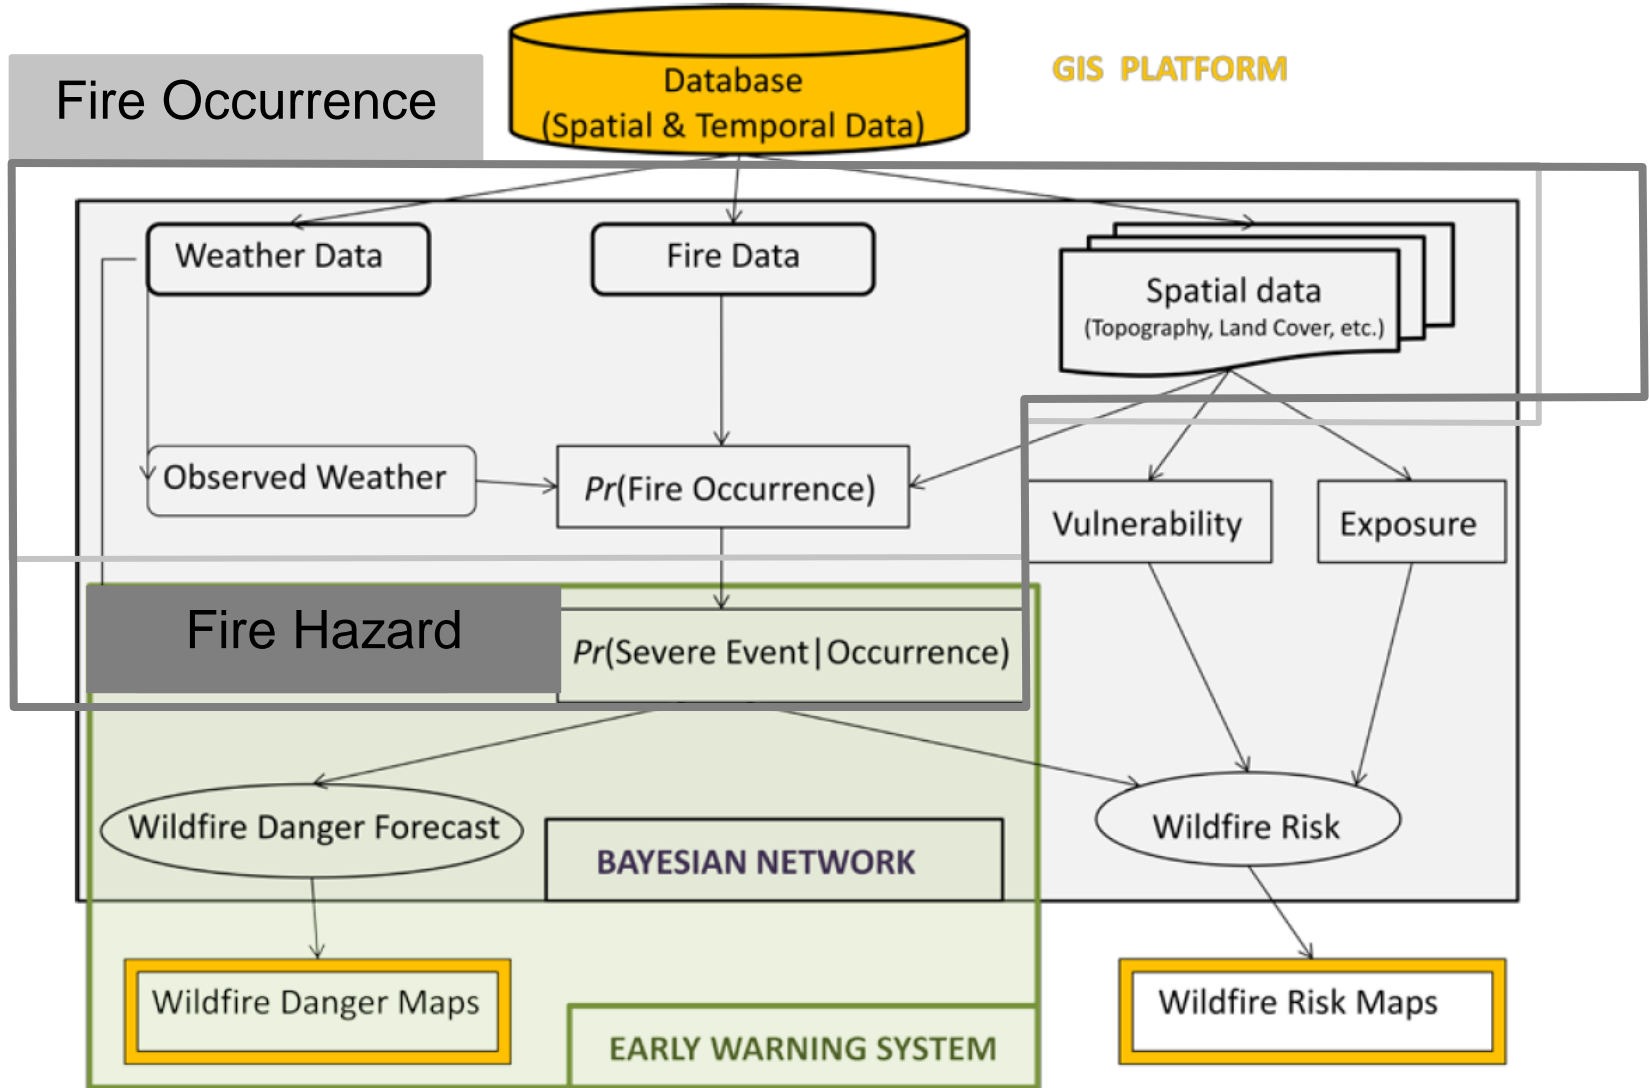 Database
(Spatial & Temporal Data)
GIS PLATFORM
Fire Occurrence
Weather Data
Fire Data
Spatial data
(Topography, Land Cover, etc.)
Observed Weather
Pr(Fire Occurrence)
Vulnerability
Exposure
Fire Hazard
Pr(Severe Event|Occurrence)
Wildfire Danger Forecast
BAYESIAN NETWORK
Wildfire Risk
Wildfire Danger Maps
Wildfire Risk Maps
EARLY WARNING SYSTEM